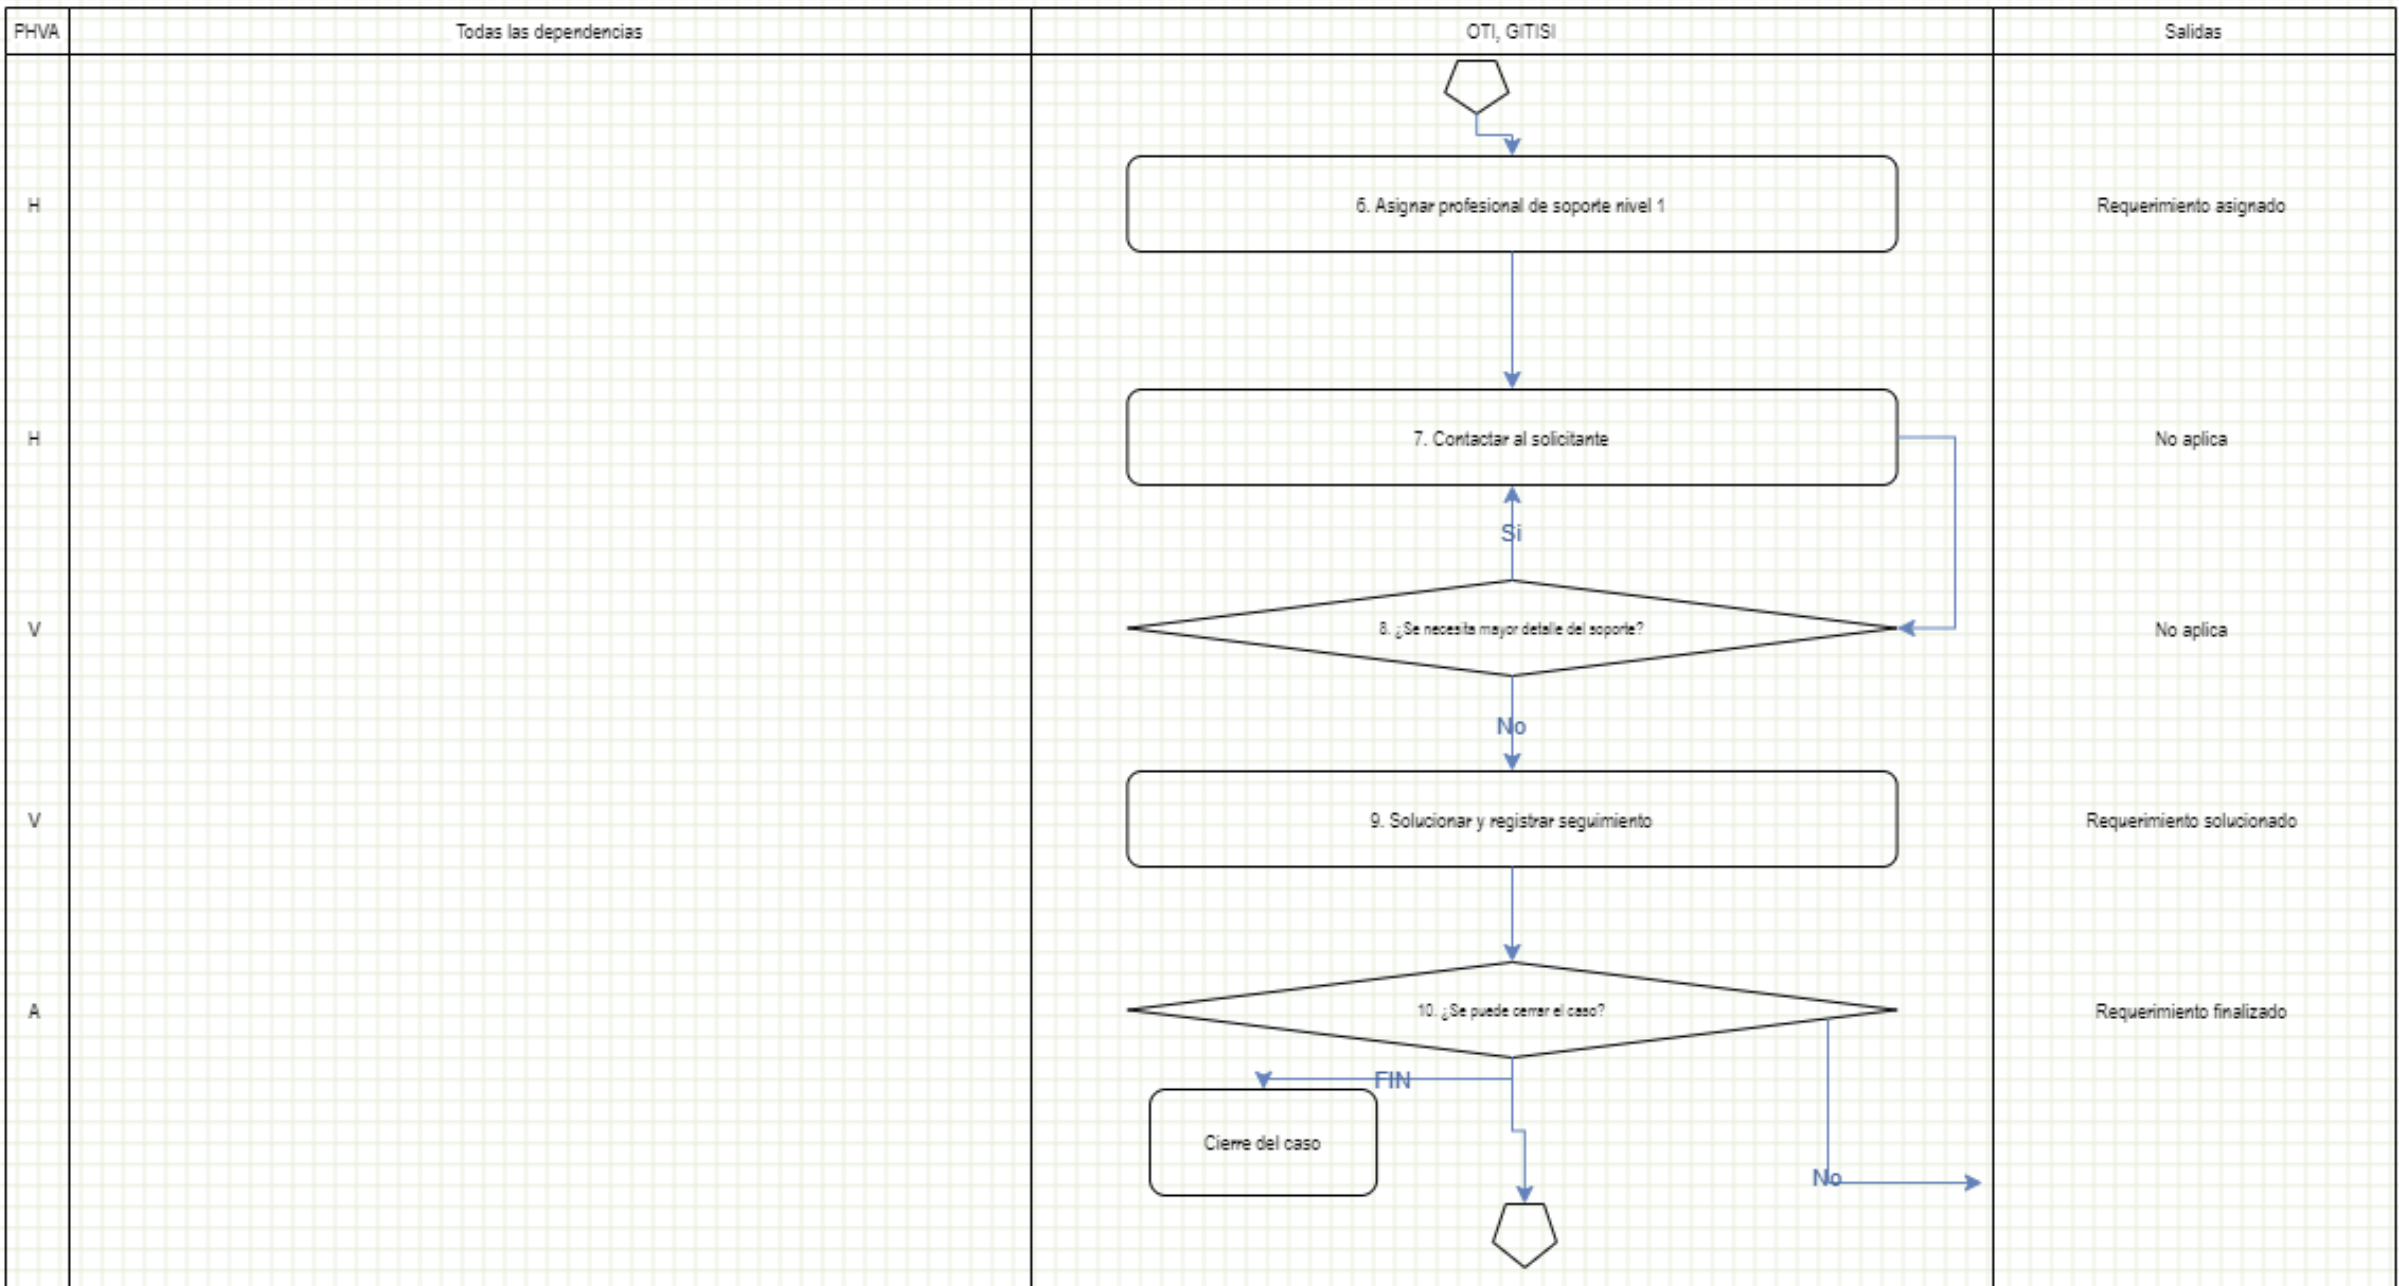 PHVA
Todas las dependencias
OTI, GITISI
Salidas
H
6. Asignar profesional de soporte nivel 1
Requerimiento asignado
H
7. Contactar al solicitante
No aplica
Si
V
8. ¿Se necesita mayor detalle del soporte?
No aplica
No
V
9. Solucionar y registrar seguimiento
Requerimiento solucionado
A
10. ¿Se puede cerrar el caso?
Requerimiento finalizado
FIN
Cierre del caso
No